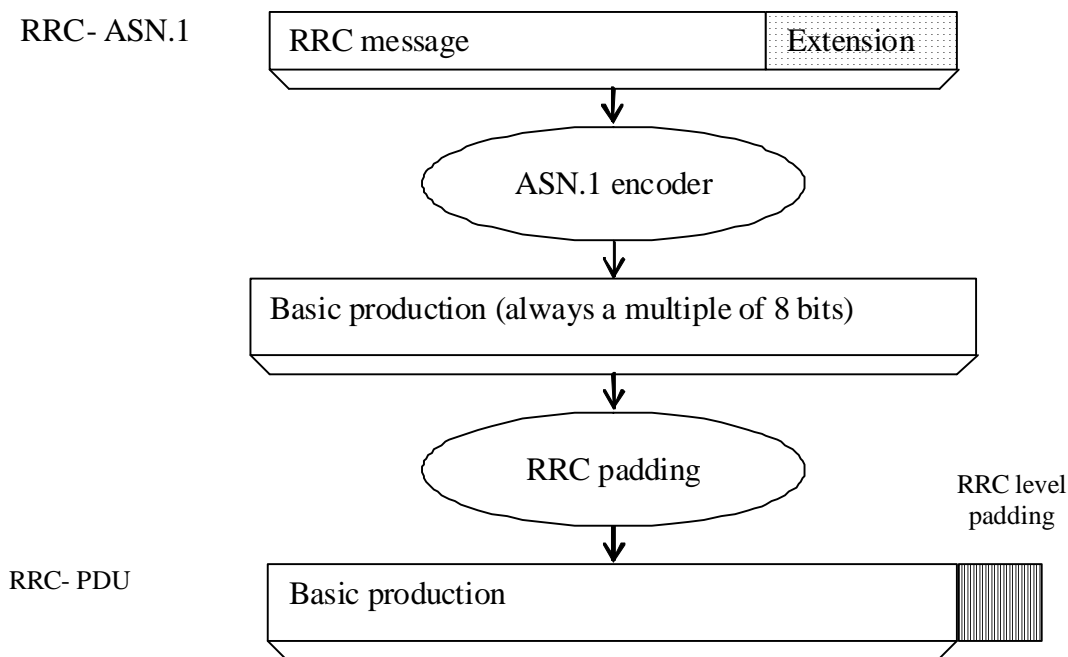 RRC- ASN.1
RRC message
Extension
ASN.1 encoder
Basic production (always a multiple of 8 bits)
RRC padding
RRC level
padding
RRC- PDU
Basic production